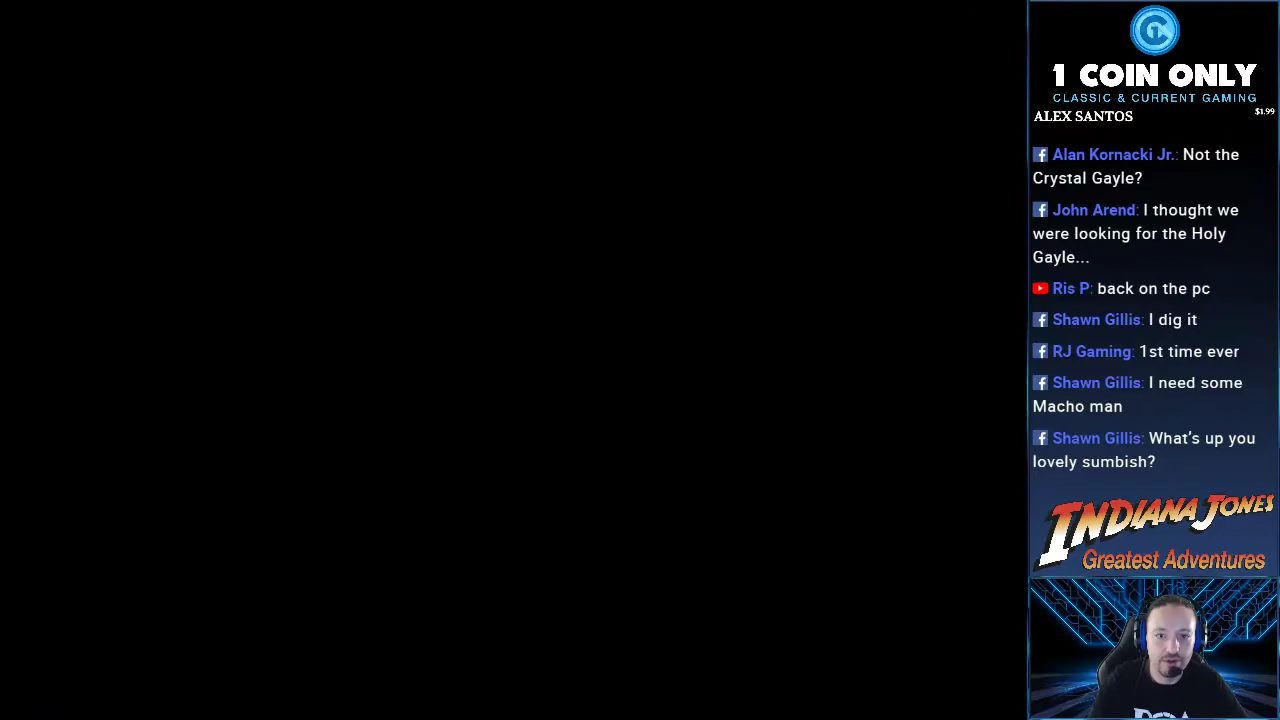 1 COIN ONLY
CLASSIC & CURRENT GAMING
ALEX SANTOS
$1.99
Alan Kornacki Jr.: Not the
Crystal Gayle?
John Arend: I thought we
were looking for the Holy
Gayle...
Ris P: back on the pc
Shawn Gillis: I dig it
RJ Gaming: 1st time ever
Shawn Gillis: I need some
Macho man
Shawn Gillis: What's up you
lovely sumbish?
INDIANA JONES
Greatest Adventures